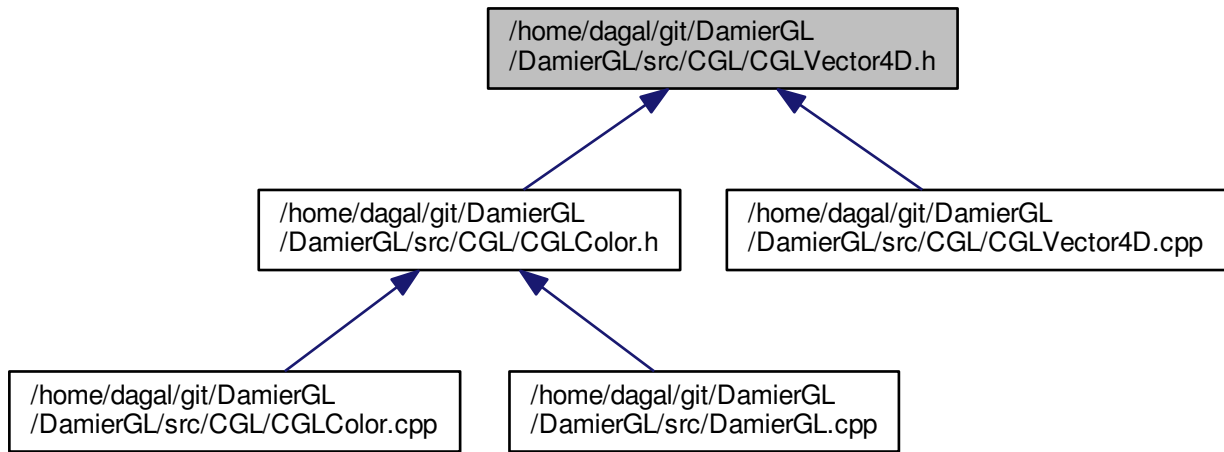 /home/dagal/git/DamierGL
/DamierGL/src/CGL/CGLVector4D.h
/home/dagal/git/DamierGL
/DamierGL/src/CGL/CGLColor.h
/home/dagal/git/DamierGL
/DamierGL/src/CGL/CGLVector4D.cpp
/home/dagal/git/DamierGL
/DamierGL/src/CGL/CGLColor.cpp
/home/dagal/git/DamierGL
/DamierGL/src/DamierGL.cpp